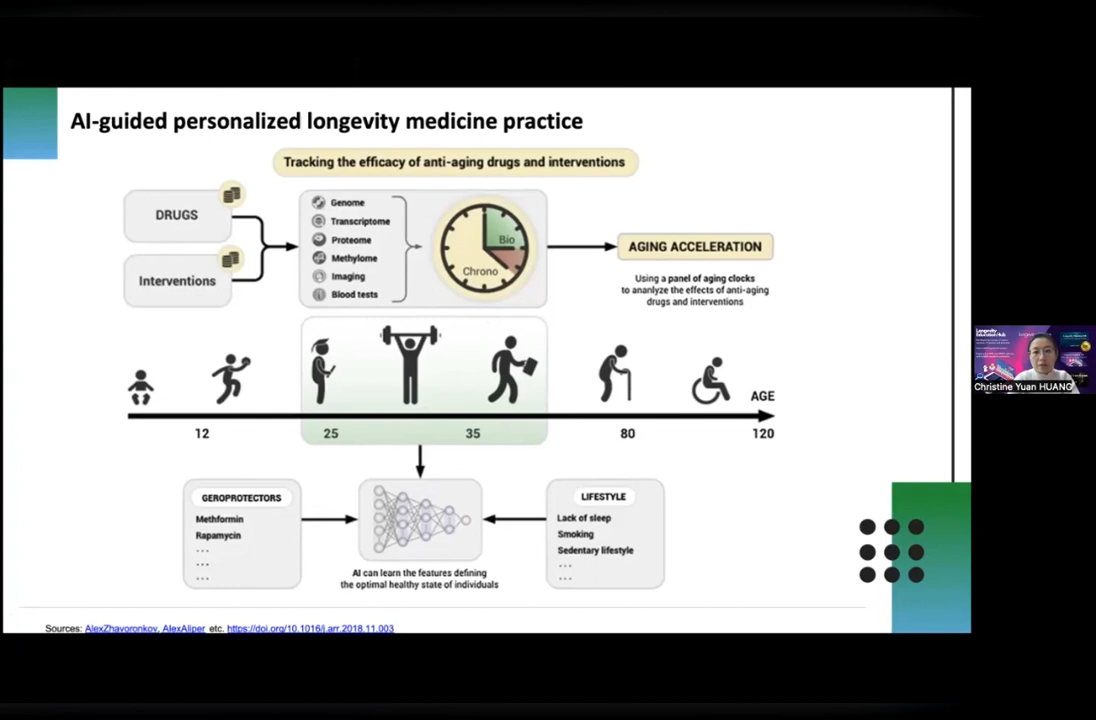 AI-guided personalized longevity medicine practice
Tracking the efficacy of anti-aging drugs and interventions
DRUGS
Interventions
Genome
Transcriptome
Proteome
Methylome
Imaging
Blood tests
Bio
Chrono
AGING ACCELERATION
Using a panel of aging clocks
to ananlyze the effects of anti-aging
drugs and interventions
AGE
12
25
35
80
120
GEROPROTECTORS
Methformin
Rapamycin
...
...
...
AI can learn the features defining
the optimal healthy state of individuals
LIFESTYLE
Lack of sleep
Smoking
Sedentary lifestyle
...
...
Sources: AlexZhavoronkov, AlexAliper etc. https://doi.org/10.1016/j.arr.2018.11.003
Longevity
Education Hub
Christine Yuan HUANG